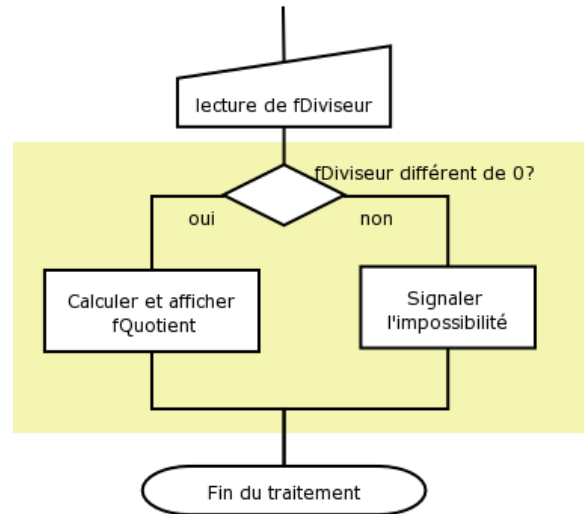 lecture de fDiviseur
fDiviseur différent de 0?
oui
non
Calculer et afficher
fQuotient
Signaler
l'impossibilité
Fin du traitement